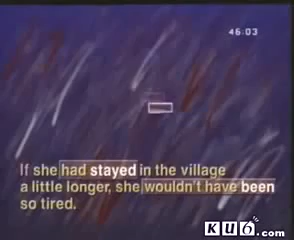 46:03
If she had stayed in the village
a little longer, she wouldn't have been
so tired.
KU6.com